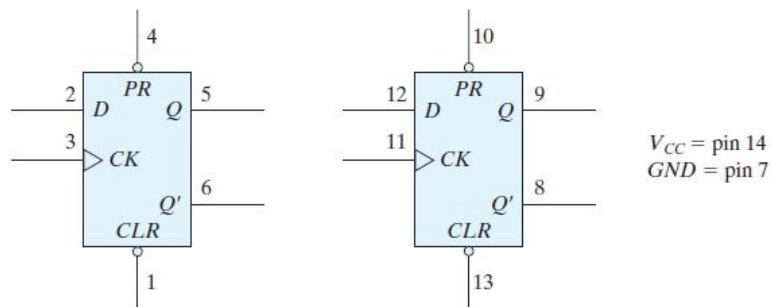 4
PR
2
D
Q
5
3
CK
6
Q'
CLR
1
10
PR
12
D
Q
9
11
CK
8
Q'
CLR
13
VCC = pin 14
GND = pin 7